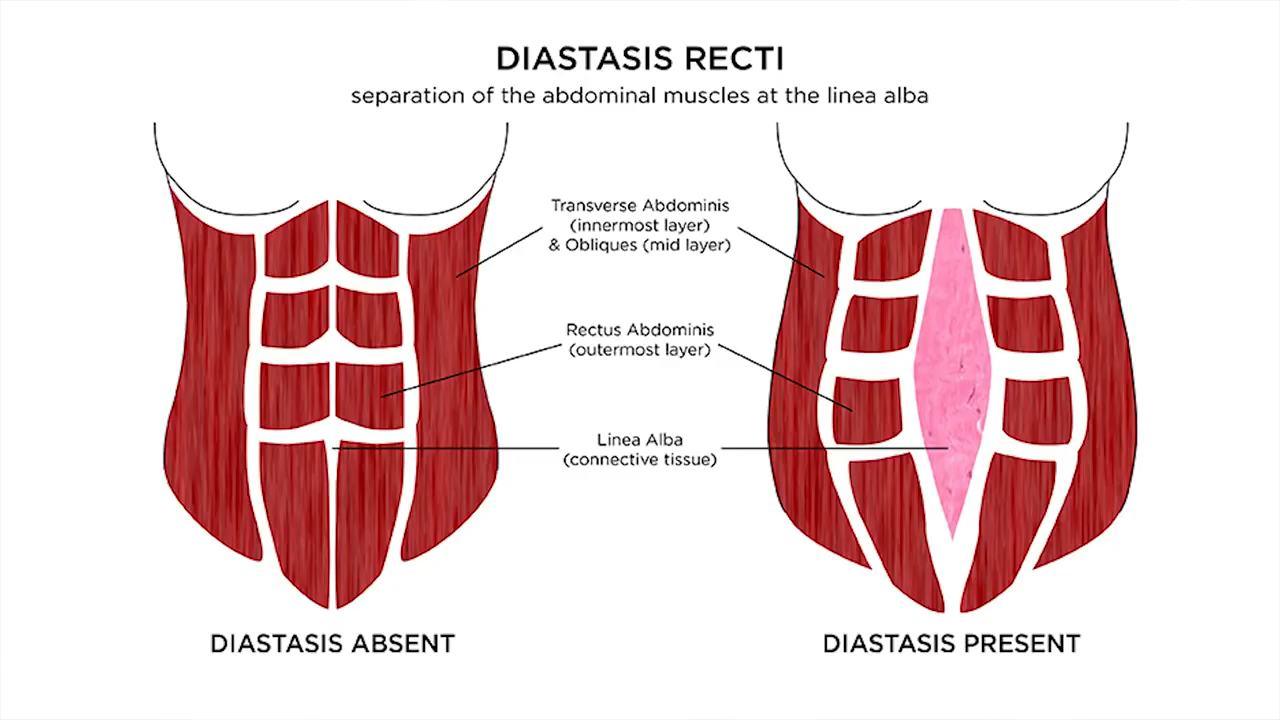 DIASTASIS RECTI
separation of the abdominal muscles at the linea alba
Transverse Abdominis
(innermost layer)
& Obliques (mid layer)
Rectus Abdominis
(outermost layer)
Linea Alba
(connective tissue)
DIASTASIS ABSENT
DIASTASIS PRESENT